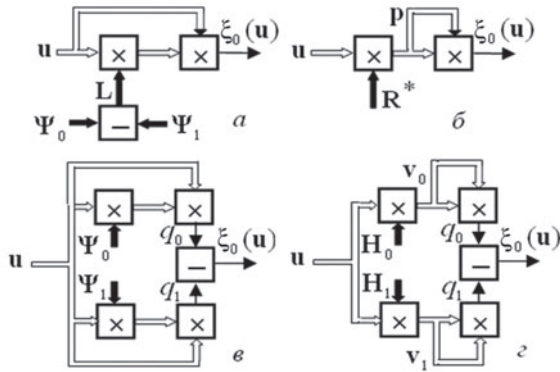 u × × ξ₀(u)
L
Ψ₀ – Ψ₁ а
p
u × × ξ₀(u)
R* б
× ×
Ψ₀ q₀
u – ξ₀(u)
Ψ₁ q₁
× ×
в
v₀
× ×
H₀ q₀
u – ξ₀(u)
H₁ q₁
× ×
v₁ г